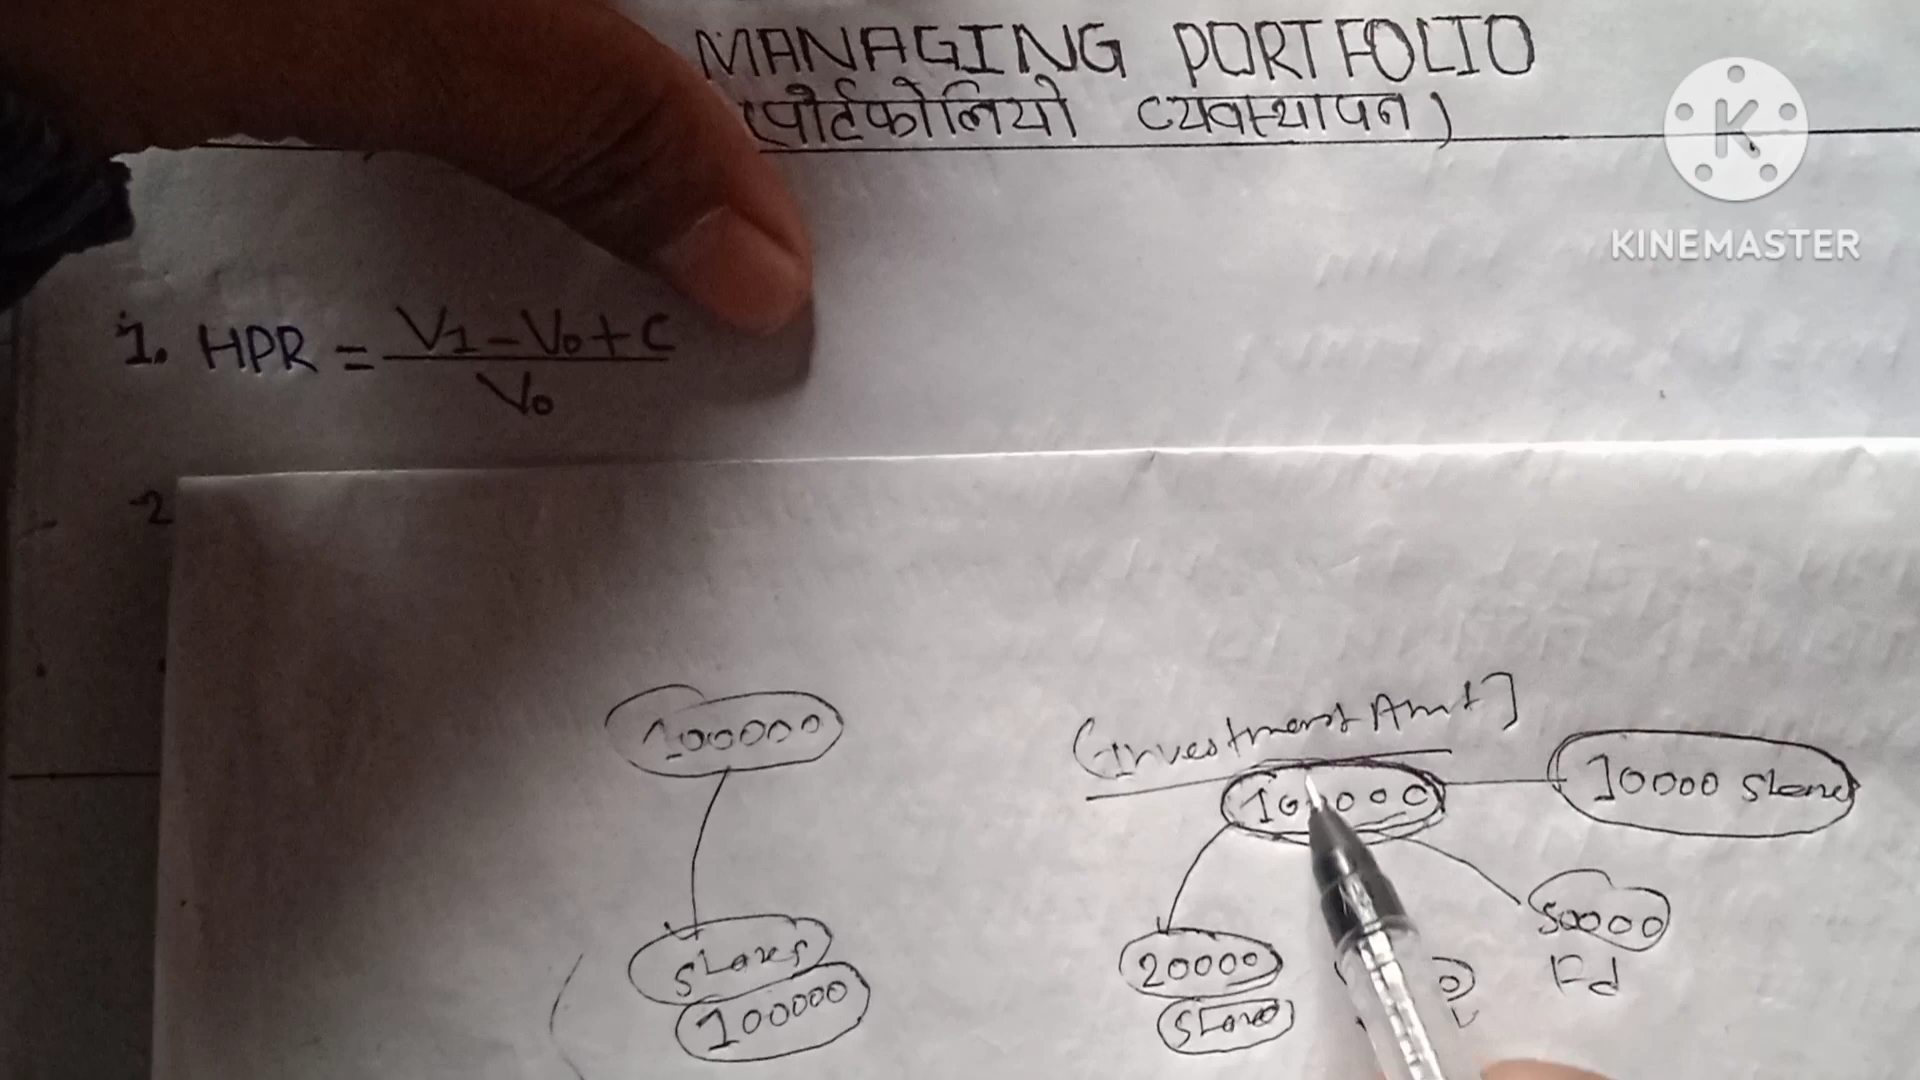 MANAGING PORTFOLIO
(पोर्टफोलियो व्यवस्थापन)
KINEMASTER
1. HPR = V1 - V0 + C / V0
2
100000
(Investment Amt]
10000 Share
20000
50000
Fd
Shares
100000
Share